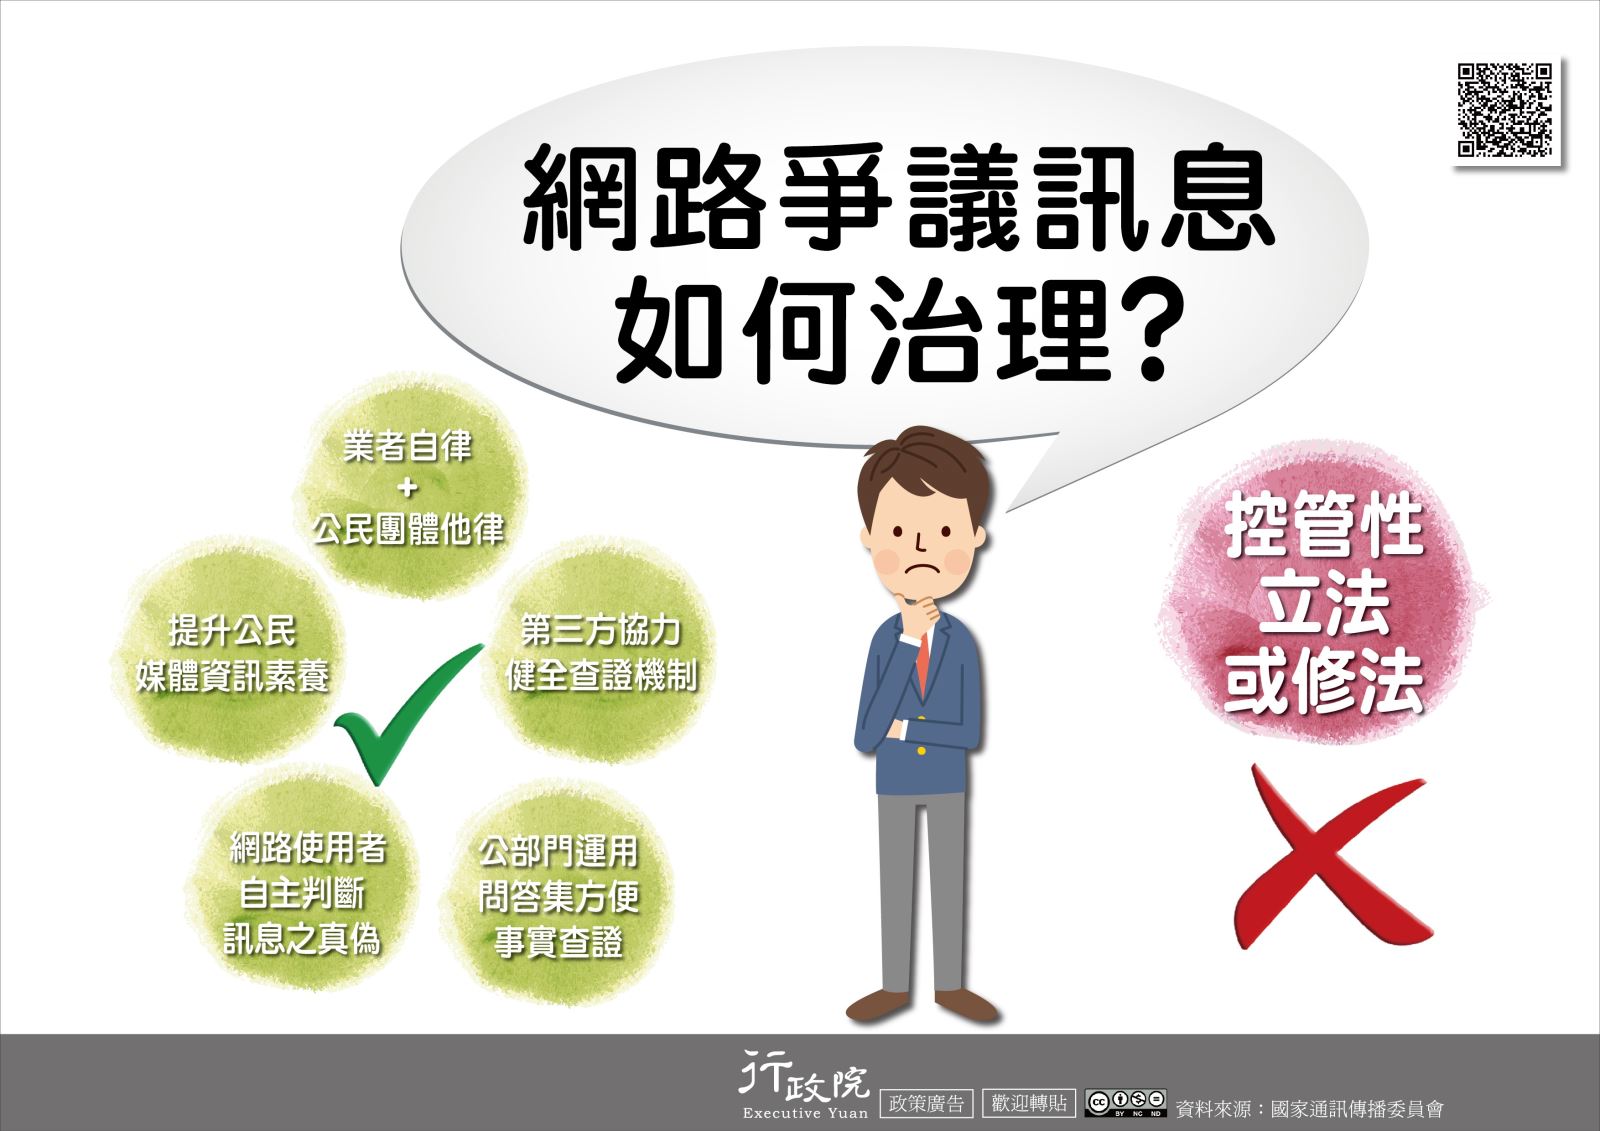 網路爭議訊息
如何治理?
業者自律
+
公民團體他律
提升公民
媒體資訊素養
第三方協力
健全查證機制
網路使用者
自主判斷
訊息之真偽
公部門運用
問答集方便
事實查證
控管性
立法
或修法
行政院
Executive Yuan
政策廣告
歡迎轉貼
cc
BY NC ND
資料來源：國家通訊傳播委員會